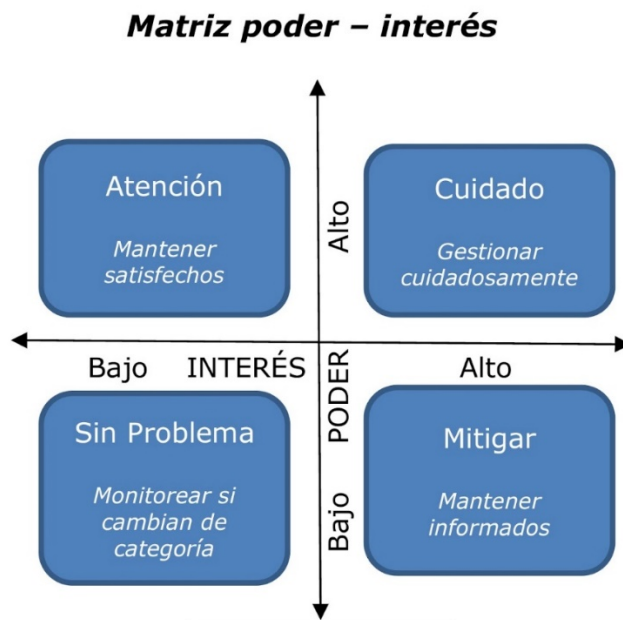 Matriz poder – interés
Atención
Mantener
satisfechos
Alto
Cuidado
Gestionar
cuidadosamente
Bajo INTERÉS
PODER
Alto
Sin Problema
Monitorear si
cambian de
categoría
Bajo
Mitigar
Mantener
informados